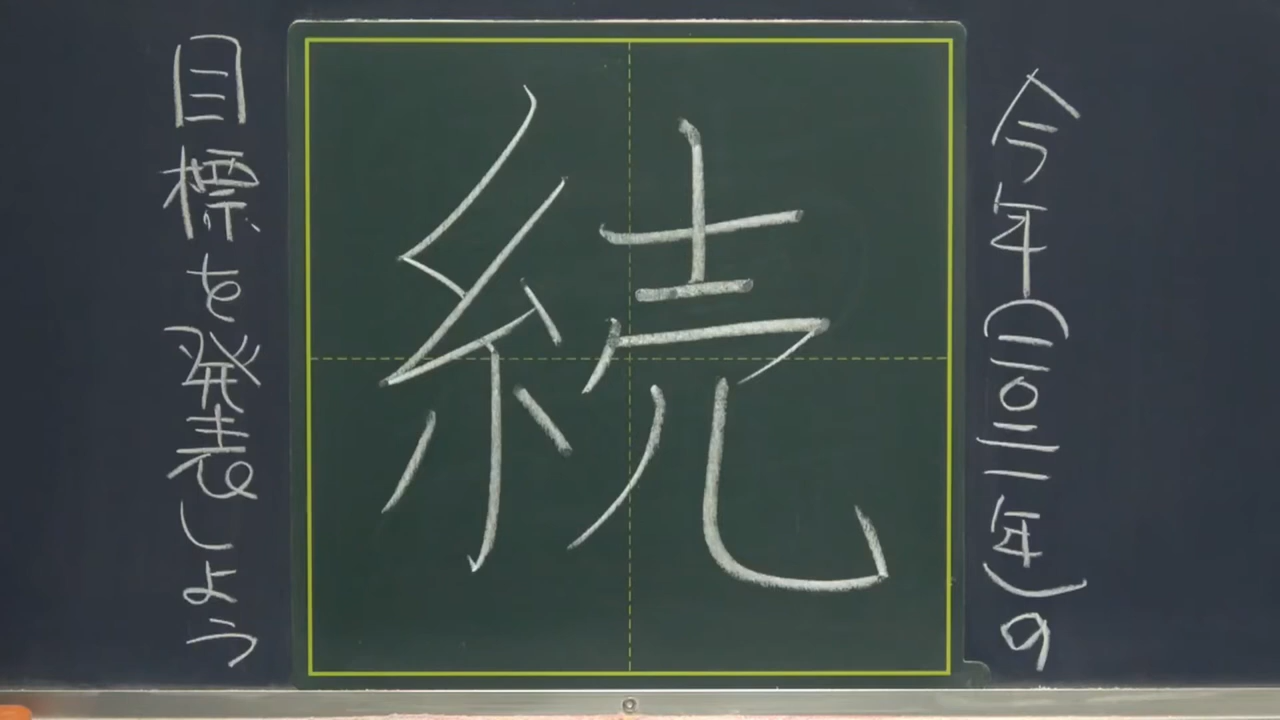 今年(二〇二一年)の
続
目標を発表しよう